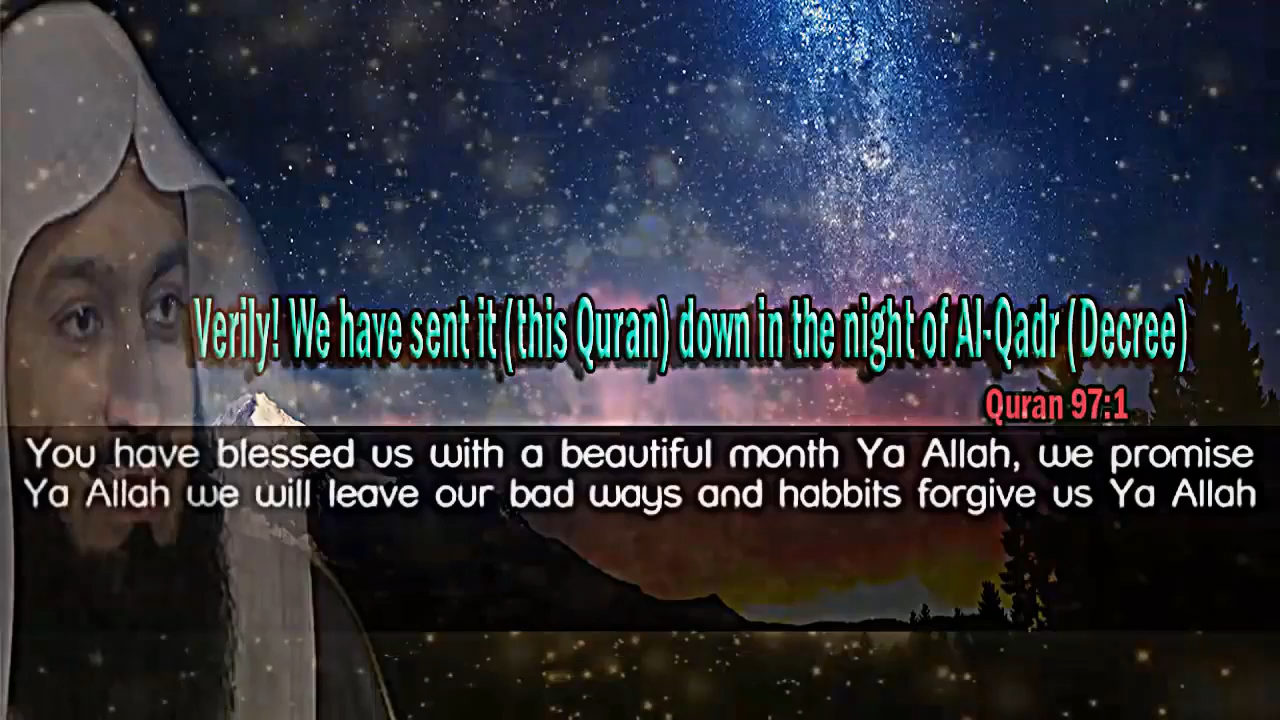 Verily! We have sent it (this Quran) down in the night of Al-Qadr (Decree)
Quran 97:1
You have blessed us with a beautiful month Ya Allah, we promise
Ya Allah we will leave our bad ways and habbits forgive us Ya Allah